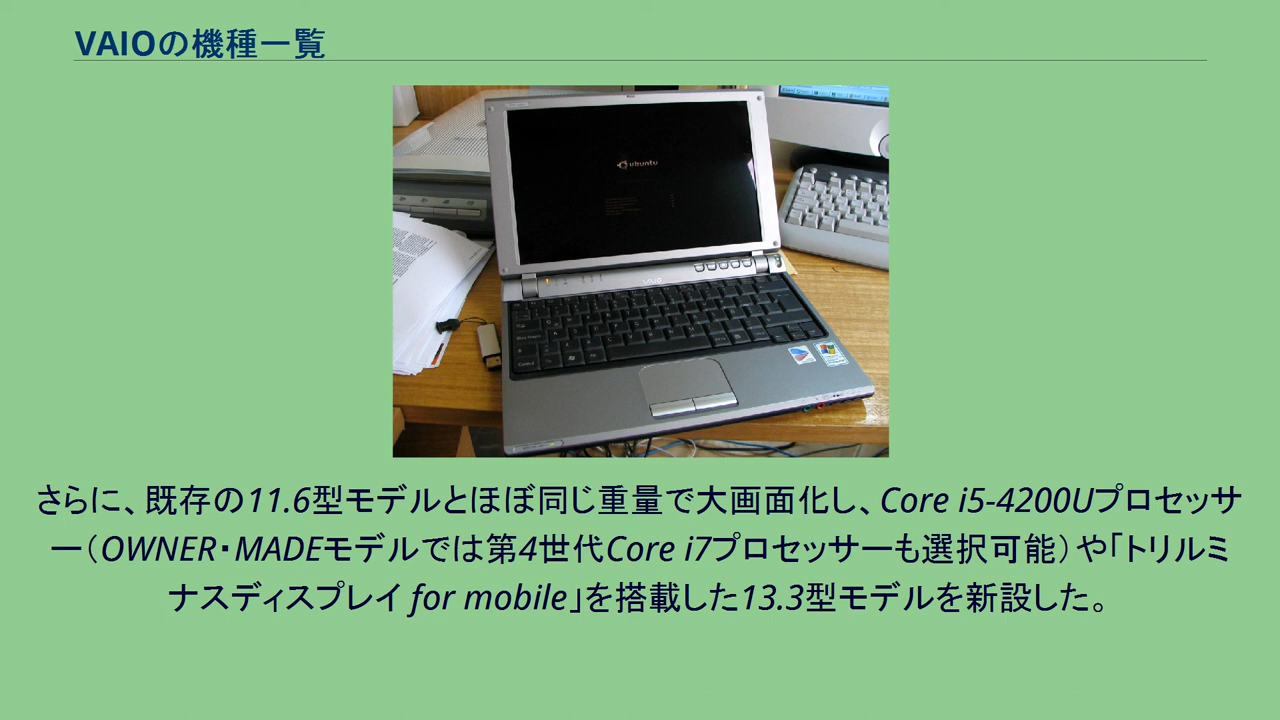 VAIOの機種一覧
ubuntu
VAIO
さらに、既存の11.6型モデルとほぼ同じ重量で大画面化し、Core i5-4200Uプロセッサ
ー（OWNER・MADEモデルでは第4世代Core i7プロセッサーも選択可能）や「トリルミ
ナスディスプレイ for mobile」を搭載した13.3型モデルを新設した。